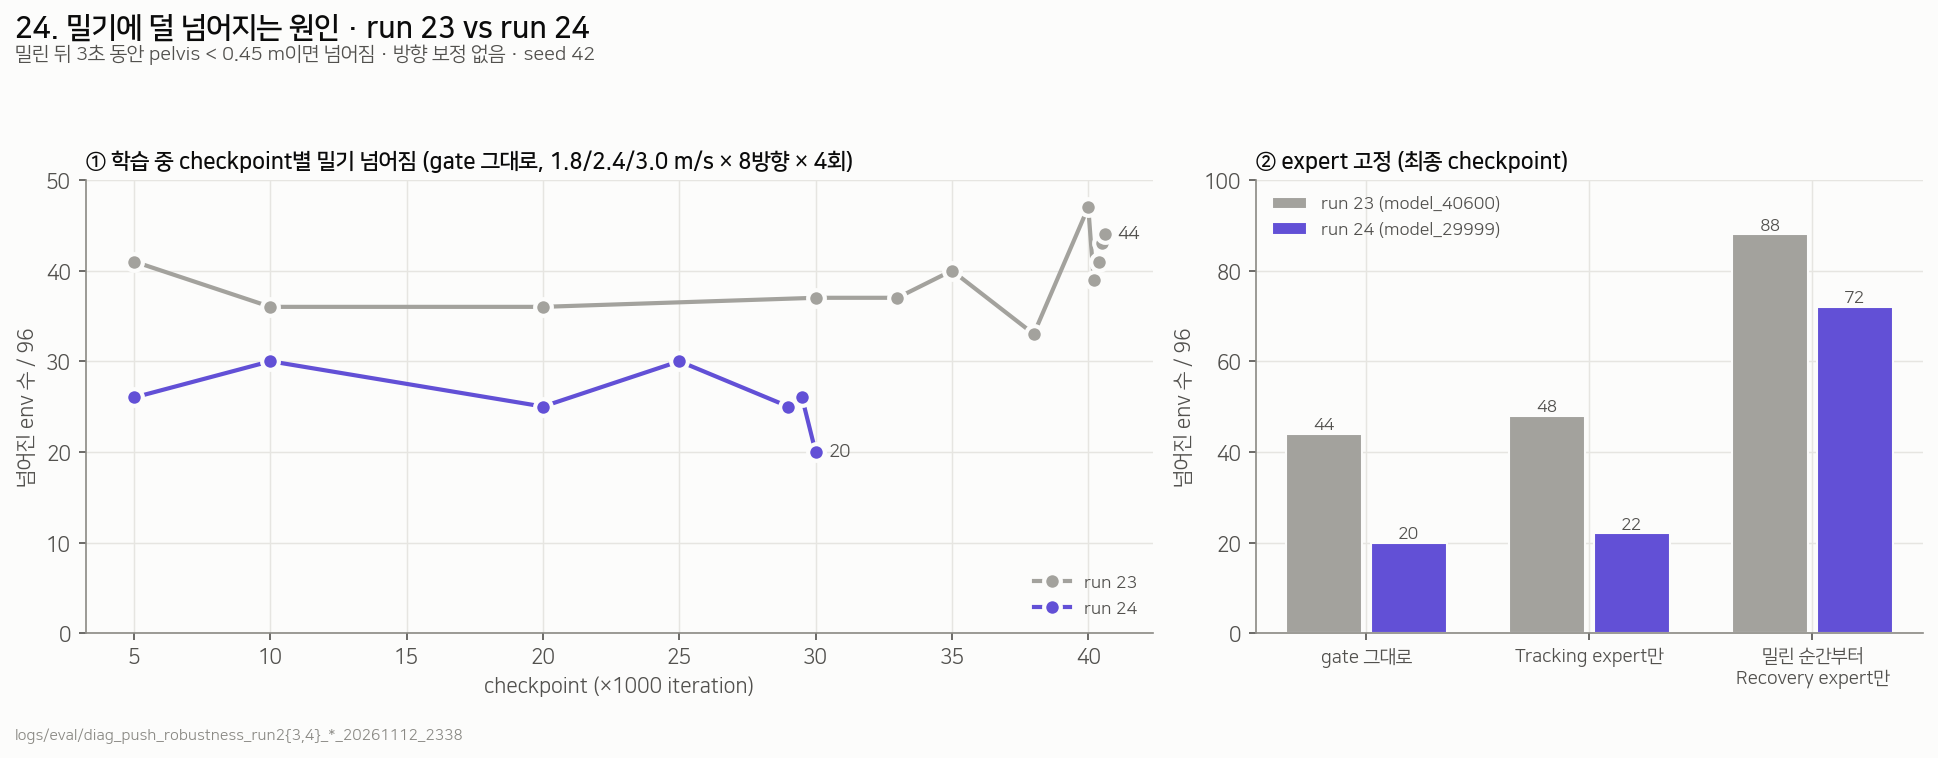 24. 밀기에 덜 넘어지는 원인 · run 23 vs run 24
밀린 뒤 3초 동안 pelvis < 0.45 m이면 넘어짐 · 방향 보정 없음 · seed 42
① 학습 중 checkpoint별 밀기 넘어짐 (gate 그대로, 1.8/2.4/3.0 m/s × 8방향 × 4회)
넘어진 env 수 / 96
50
40
30
20
10
0
44
20
run 23
run 24
5
10
15
20
25
30
35
40
checkpoint (×1000 iteration)
② expert 고정 (최종 checkpoint)
넘어진 env 수 / 96
100
80
60
40
20
0
run 23 (model_40600)
run 24 (model_29999)
44
20
48
22
88
72
gate 그대로
Tracking expert만
밀린 순간부터
Recovery expert만
logs/eval/diag_push_robustness_run2{3,4}_*_20261112_2338